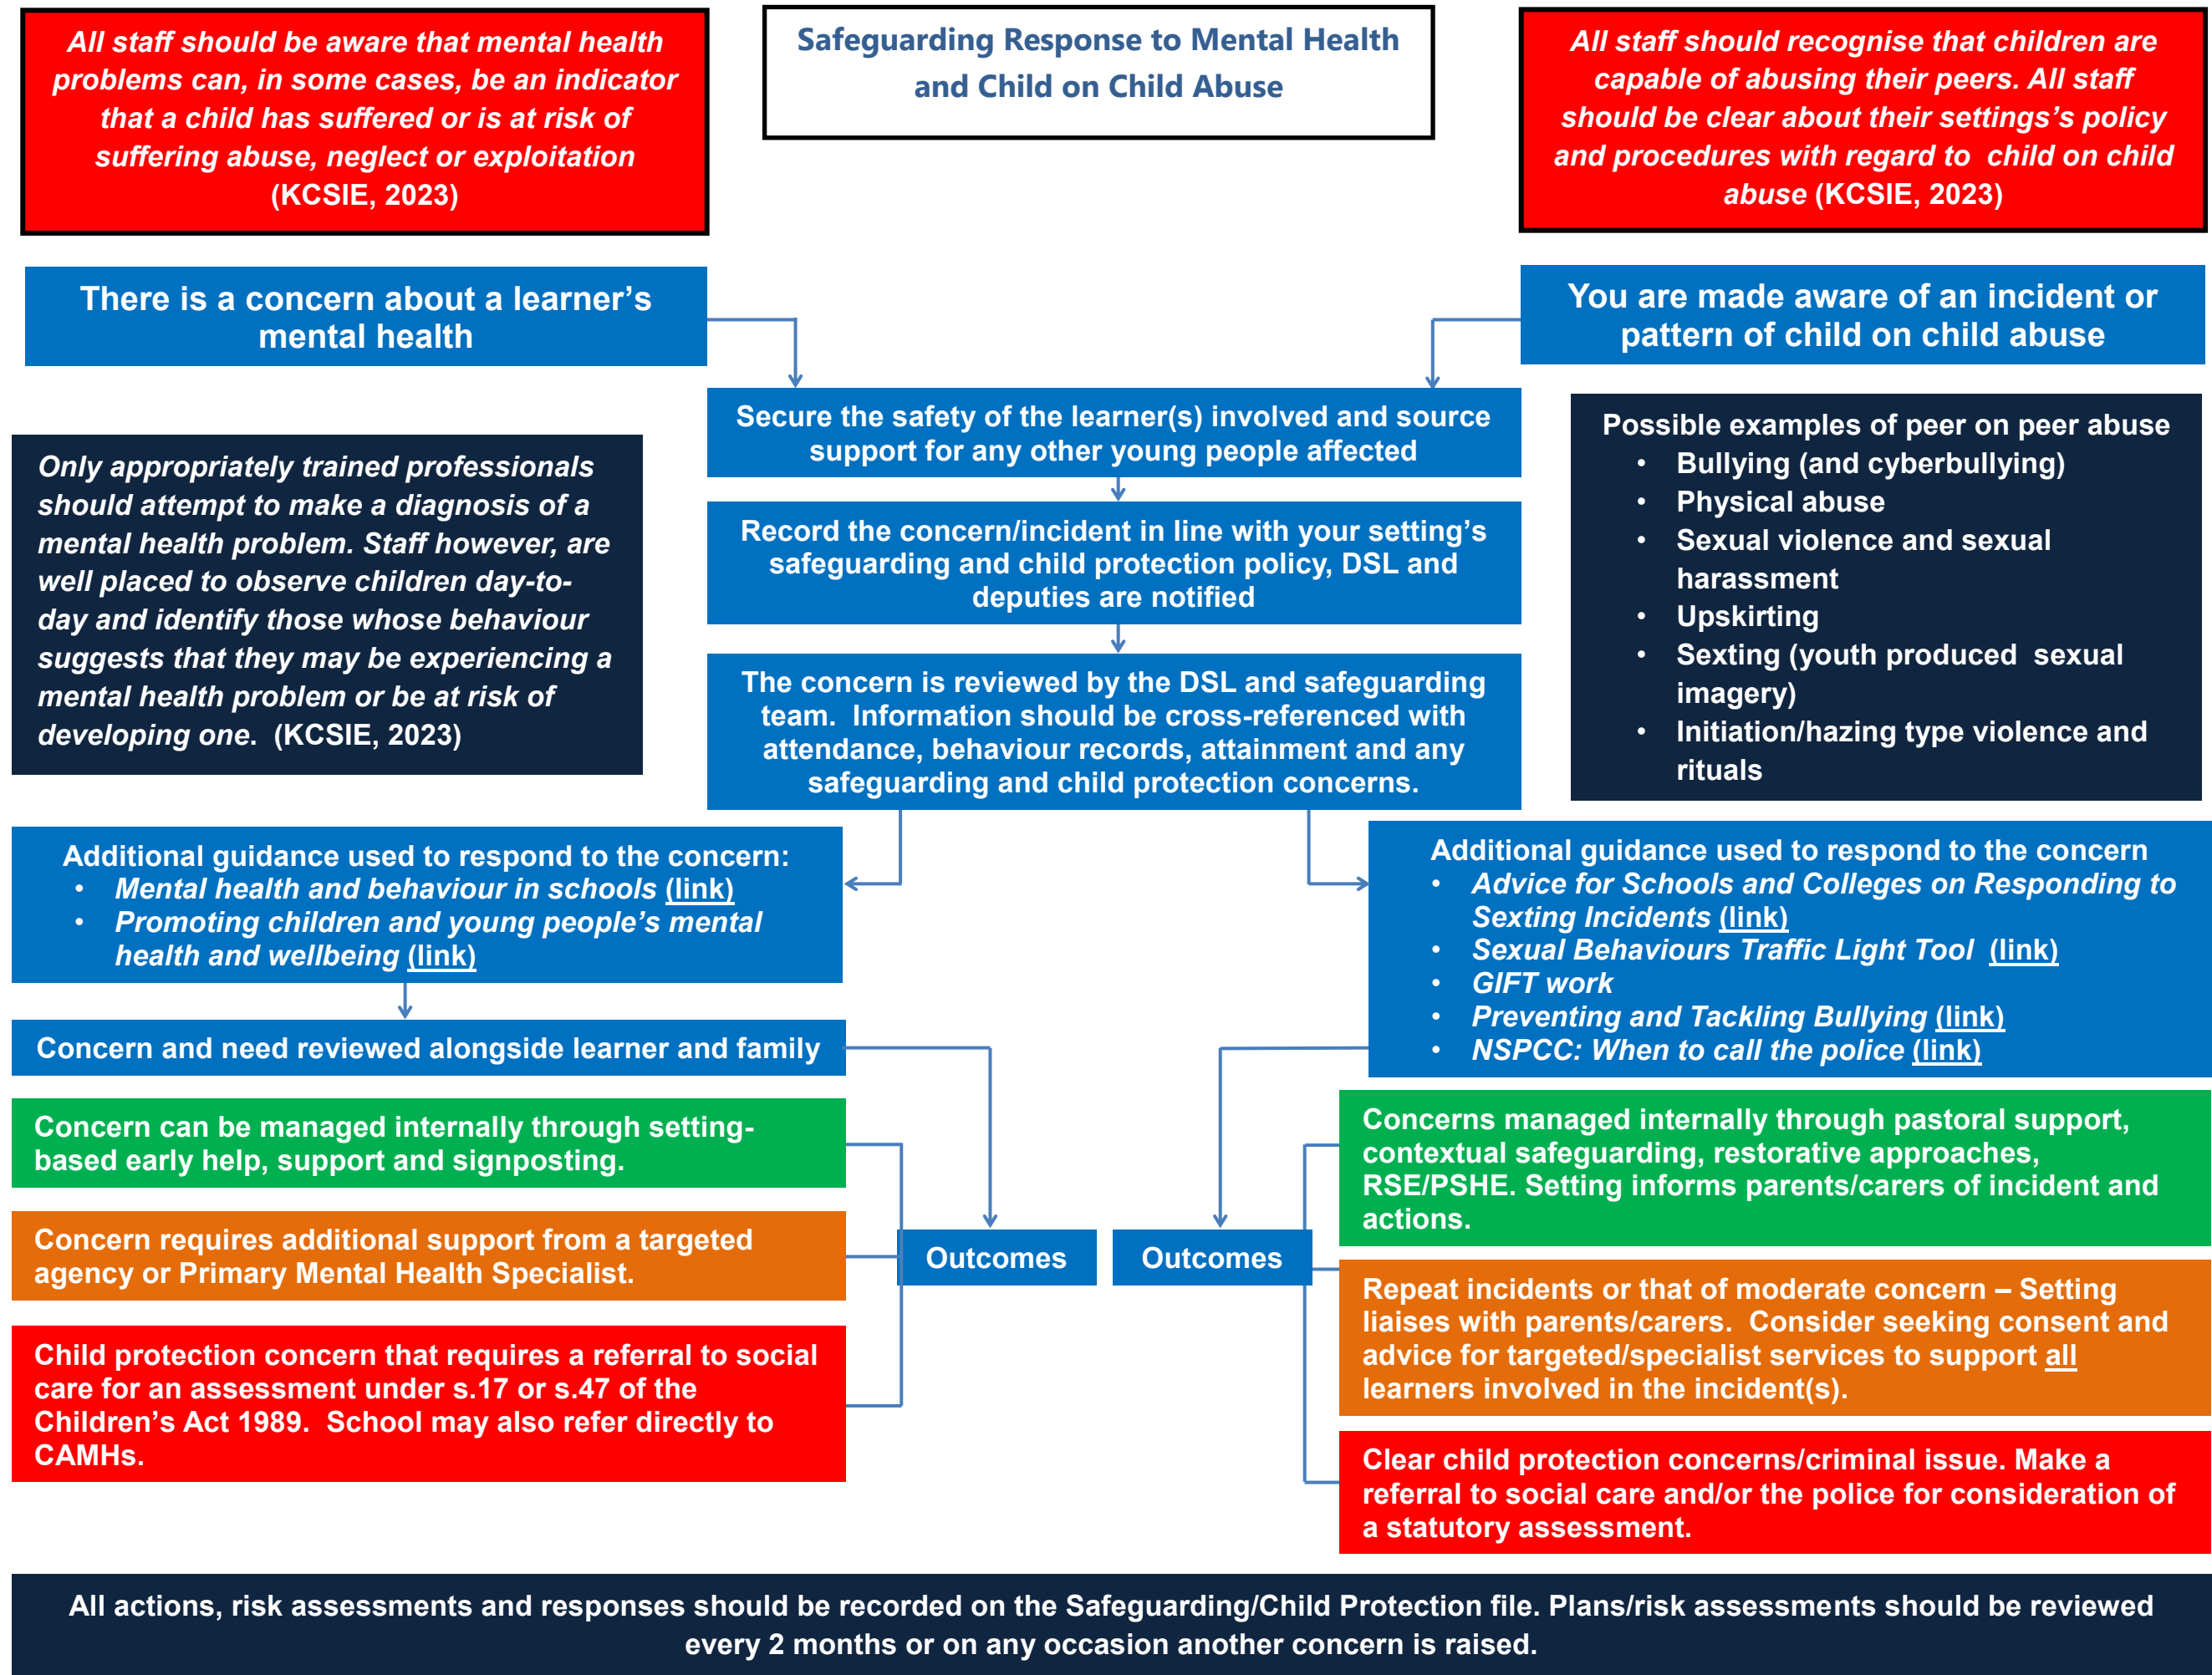 All staff should be aware that mental health
problems can, in some cases, be an indicator
that a child has suffered or is at risk of
suffering abuse, neglect or exploitation
(KCSIE, 2023)
Safeguarding Response to Mental Health
and Child on Child Abuse
All staff should recognise that children are
capable of abusing their peers. All staff
should be clear about their settings's policy
and procedures with regard to  child on child
abuse (KCSIE, 2023)
There is a concern about a learner’s
mental health
You are made aware of an incident or
pattern of child on child abuse
Secure the safety of the learner(s) involved and source
support for any other young people affected
Only appropriately trained professionals
should attempt to make a diagnosis of a
mental health problem. Staff however, are
well placed to observe children day-to-
day and identify those whose behaviour
suggests that they may be experiencing a
mental health problem or be at risk of
developing one.  (KCSIE, 2023)
Record the concern/incident in line with your setting’s
safeguarding and child protection policy, DSL and
deputies are notified
The concern is reviewed by the DSL and safeguarding
team.  Information should be cross-referenced with
attendance, behaviour records, attainment and any
safeguarding and child protection concerns.
Possible examples of peer on peer abuse
• Bullying (and cyberbullying)
• Physical abuse
• Sexual violence and sexual
harassment
• Upskirting
• Sexting (youth produced  sexual
imagery)
• Initiation/hazing type violence and
rituals
Additional guidance used to respond to the concern:
• Mental health and behaviour in schools (link)
• Promoting children and young people’s mental
health and wellbeing (link)
Additional guidance used to respond to the concern
• Advice for Schools and Colleges on Responding to
Sexting Incidents (link)
• Sexual Behaviours Traffic Light Tool  (link)
• GIFT work
• Preventing and Tackling Bullying (link)
• NSPCC: When to call the police (link)
Concern and need reviewed alongside learner and family
Concern can be managed internally through setting-
based early help, support and signposting.
Concern requires additional support from a targeted
agency or Primary Mental Health Specialist.
Child protection concern that requires a referral to social
care for an assessment under s.17 or s.47 of the
Children’s Act 1989.  School may also refer directly to
CAMHs.
Outcomes
Outcomes
Concerns managed internally through pastoral support,
contextual safeguarding, restorative approaches,
RSE/PSHE. Setting informs parents/carers of incident and
actions.
Repeat incidents or that of moderate concern – Setting
liaises with parents/carers.  Consider seeking consent and
advice for targeted/specialist services to support all
learners involved in the incident(s).
Clear child protection concerns/criminal issue. Make a
referral to social care and/or the police for consideration of
a statutory assessment.
All actions, risk assessments and responses should be recorded on the Safeguarding/Child Protection file. Plans/risk assessments should be reviewed
every 2 months or on any occasion another concern is raised.